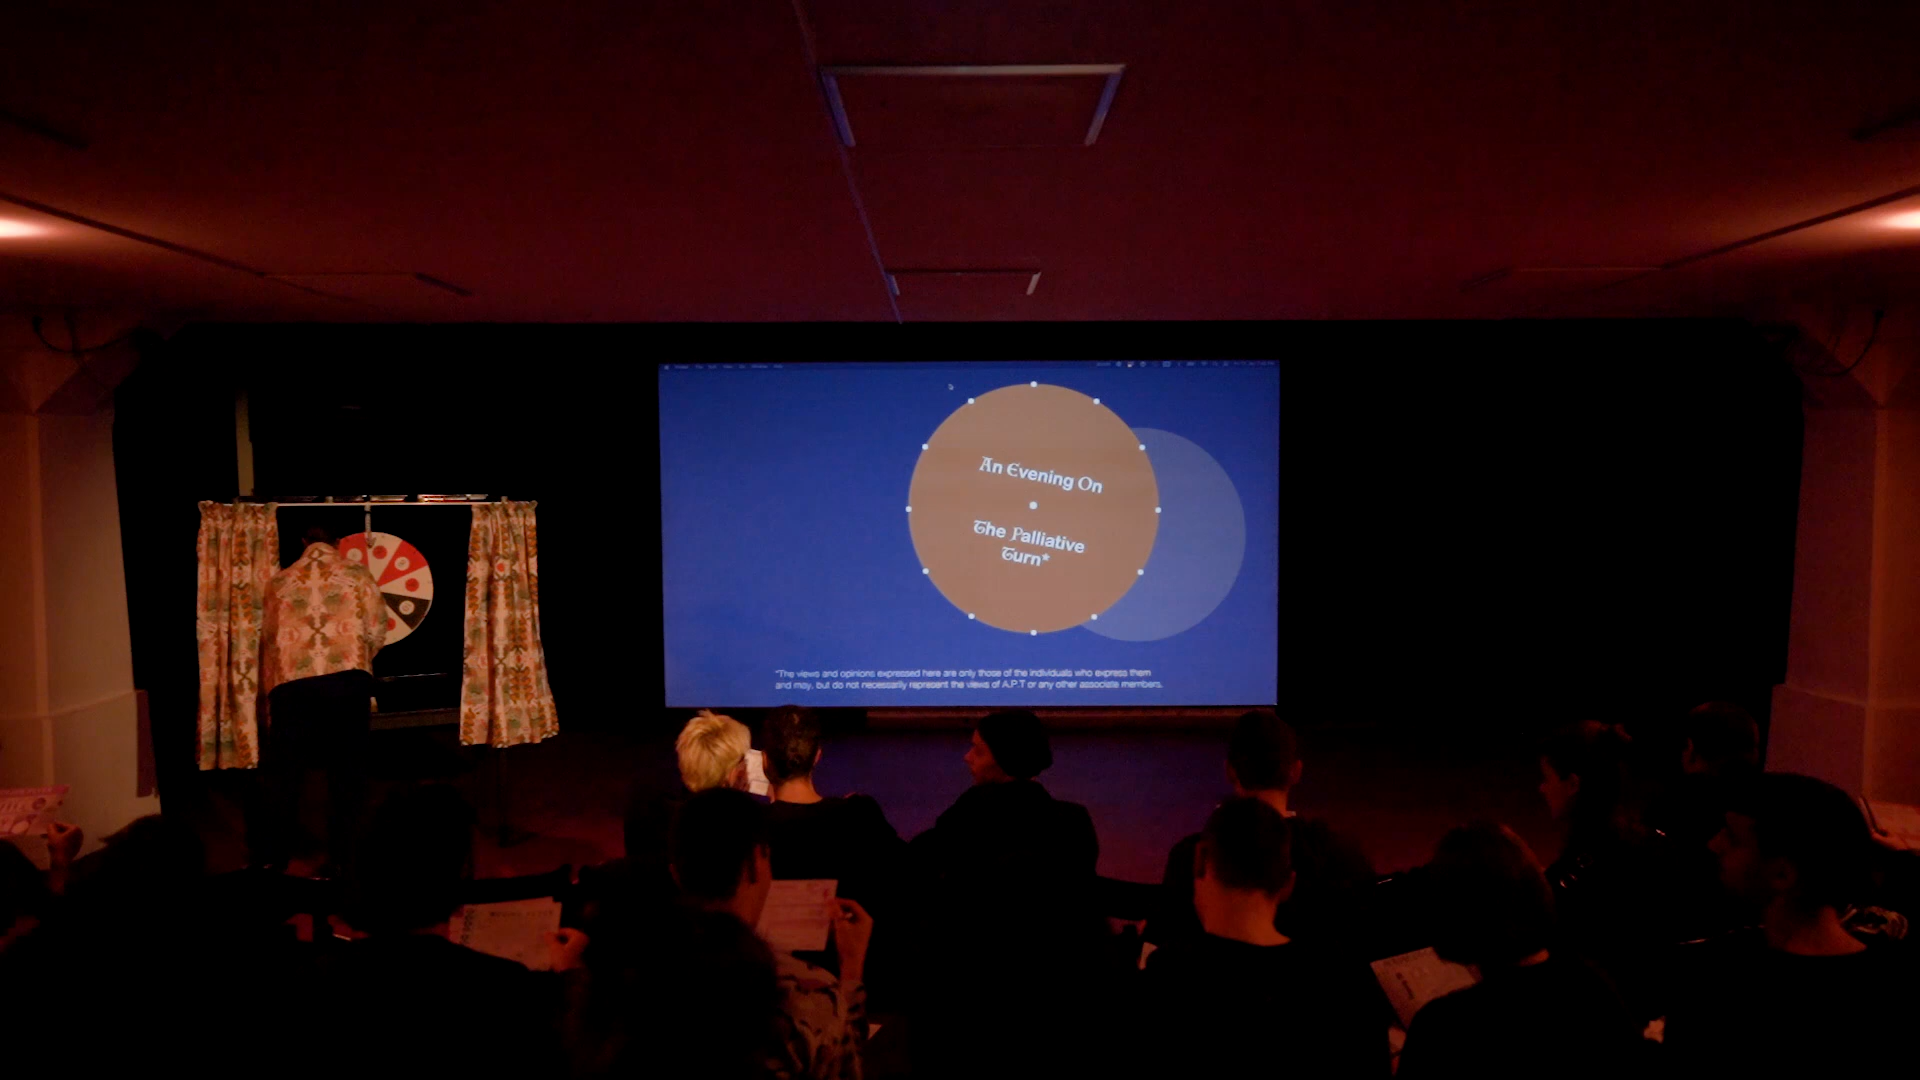 An Evening On
The Palliative
Turn*
*The views and opinions expressed here are only those of the individuals who express them
and may, but do not necessarily represent the views of A.P.T or any other associate members.